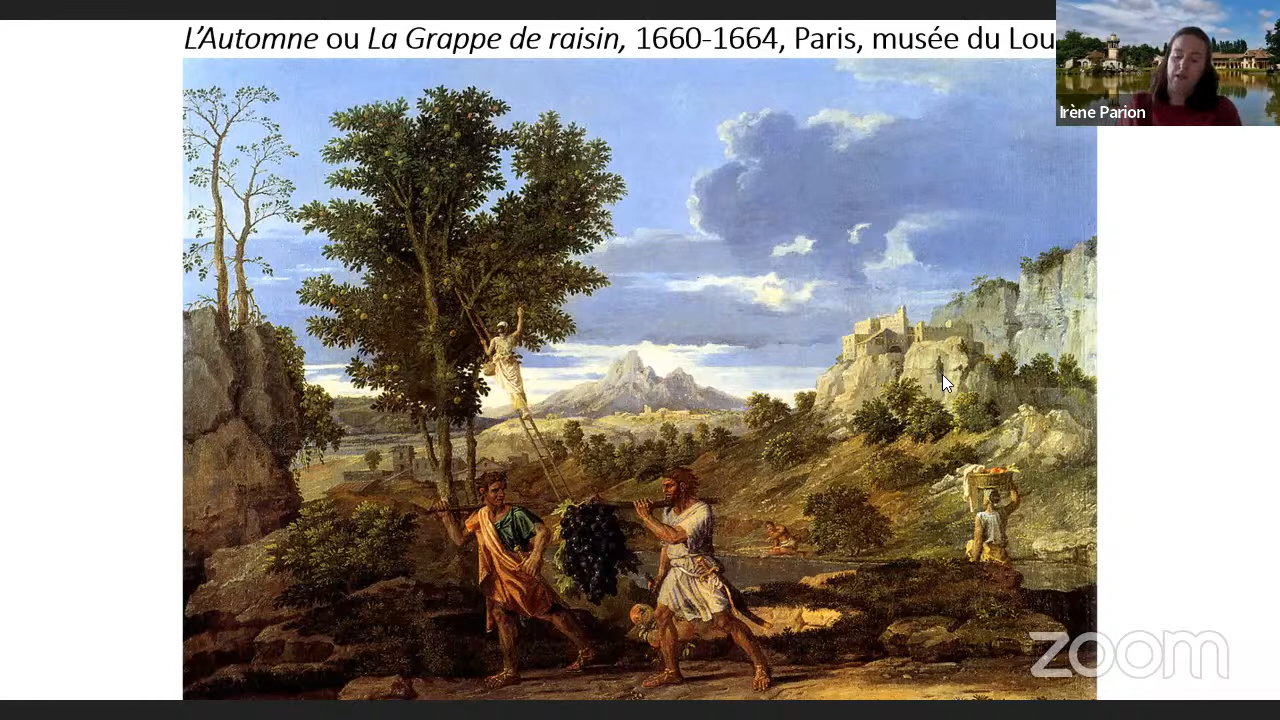 L’Automne ou La Grappe de raisin, 1660-1664, Paris, musée du Lou
Irène Parion
zoom